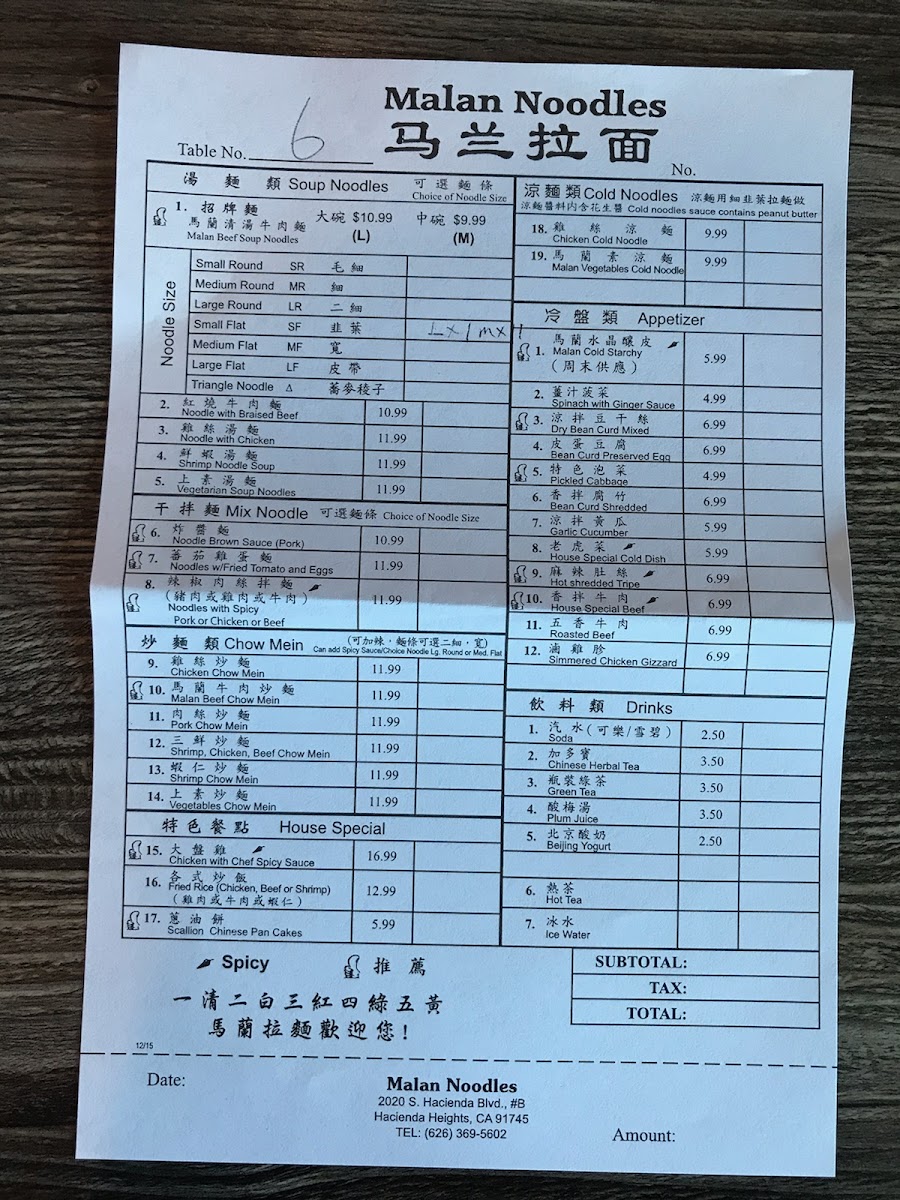 Malan Noodles
马兰拉面
Table No. 6
No.
湯麵類 Soup Noodles 可選麵條
Choice of Noodle Size
1. 招牌麵 大碗 $10.99 中碗 $9.99
馬蘭清湯牛肉麵 (L) (M)
Malan Beef Soup Noodles
Noodle Size
Small Round SR 毛細
Medium Round MR 細
Large Round LR 二細
Small Flat SF 韭葉 Lx1 mx1
Medium Flat MF 寬
Large Flat LF 皮帶
Triangle Noodle Δ 蕎麥稜子
2. 紅燒牛肉麵 10.99
Noodle with Braised Beef
3. 雞絲湯麵 11.99
Noodle with Chicken
4. 鮮蝦湯麵 11.99
Shrimp Noodle Soup
5. 上素湯麵 11.99
Vegetarian Soup Noodles
干拌麵 Mix Noodle 可選麵條 Choice of Noodle Size
6. 炸醬麵 10.99
Noodle Brown Sauce (Pork)
7. 蕃茄雞蛋麵 11.99
Noodles w/Fried Tomato and Eggs
8. 辣椒肉絲拌麵
(豬肉或雞肉或牛肉) 11.99
Noodles with Spicy
Pork or Chicken or Beef
炒麵類 Chow Mein (可加辣，麵條可選二細，寬)
Can add Spicy Sauce/Choice Noodle Lg. Round or Med. Flat
9. 雞絲炒麵 11.99
Chicken Chow Mein
10. 馬蘭牛肉炒麵 11.99
Malan Beef Chow Mein
11. 肉絲炒麵 11.99
Pork Chow Mein
12. 三鮮炒麵 11.99
Shrimp, Chicken, Beef Chow Mein
13. 蝦仁炒麵 11.99
Shrimp Chow Mein
14. 上素炒麵 11.99
Vegetables Chow Mein
特色餐點 House Special
15. 大盤雞 16.99
Chicken with Chef Spicy Sauce
16. 各式炒飯 12.99
Fried Rice (Chicken, Beef or Shrimp)
(雞肉或牛肉或蝦仁)
17. 蔥油餅 5.99
Scallion Chinese Pan Cakes
涼麵類 Cold Noodles 涼麵用細韭葉拉麵做
涼麵醬料内含花生醬 Cold noodles sauce contains peanut butter
18. 雞絲涼麵 9.99
Chicken Cold Noodle
19. 馬蘭素涼麵 9.99
Malan Vegetables Cold Noodle
冷盤類 Appetizer
1. 馬蘭水晶釀皮 5.99
Malan Cold Starchy
(周末供應)
2. 薑汁菠菜 4.99
Spinach with Ginger Sauce
3. 涼拌豆干絲 6.99
Dry Bean Curd Mixed
4. 皮蛋豆腐 6.99
Bean Curd Preserved Egg
5. 特色泡菜 4.99
Pickled Cabbage
6. 香拌腐竹 6.99
Bean Curd Shredded
7. 涼拌黃瓜 5.99
Garlic Cucumber
8. 老虎菜 5.99
House Special Cold Dish
9. 麻辣肚絲 6.99
Hot shredded Tripe
10. 香拌牛肉 6.99
House Special Beef
11. 五香牛肉 6.99
Roasted Beef
12. 滷雞胗 6.99
Simmered Chicken Gizzard
飲料類 Drinks
1. 汽水(可樂/雪碧) 2.50
Soda
2. 加多寶 3.50
Chinese Herbal Tea
3. 瓶裝綠茶 3.50
Green Tea
4. 酸梅湯 3.50
Plum Juice
5. 北京酸奶 2.50
Beijing Yogurt
6. 熱茶
Hot Tea
7. 冰水
Ice Water
Spicy 推薦
一清二白三紅四綠五黃
馬蘭拉麵歡迎您!
SUBTOTAL:
TAX:
TOTAL:
12/15
Date:
Malan Noodles
2020 S. Hacienda Blvd., #B
Hacienda Heights, CA 91745
TEL: (626) 369-5602
Amount: